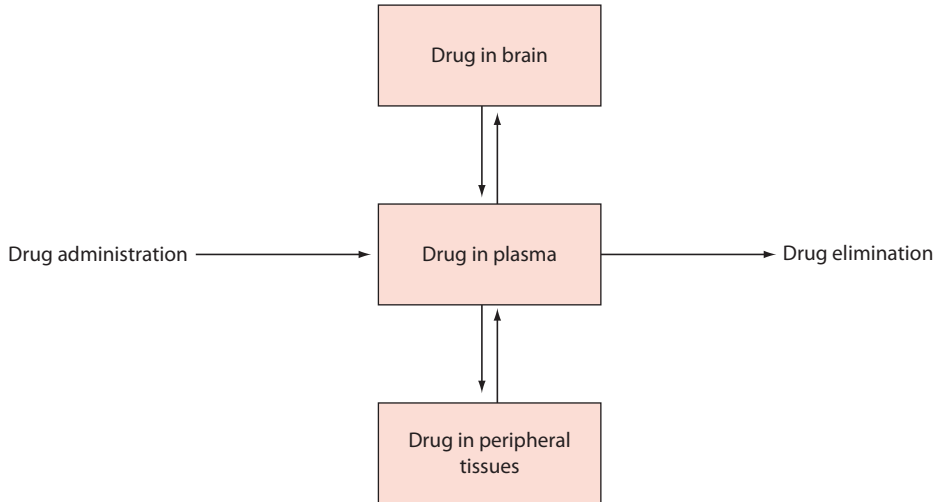 Drug in brain
Drug administration
Drug in plasma
Drug elimination
Drug in peripheral
tissues